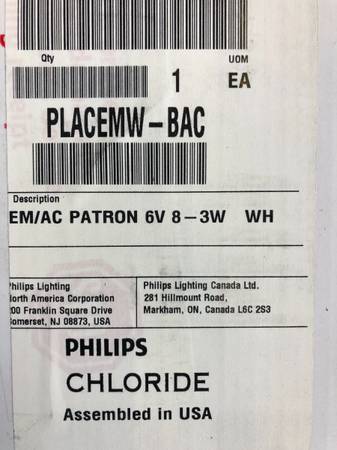 Qty
UOM
1
EA
PLACEMW-BAC
Description
EM/AC PATRON 6V 8-3W WH
Philips Lighting
North America Corporation
200 Franklin Square Drive
Somerset, NJ 08873, USA
Philips Lighting Canada Ltd.
281 Hillmount Road,
Markham, ON, Canada L6C 2S3
PHILIPS
CHLORIDE
Assembled in USA